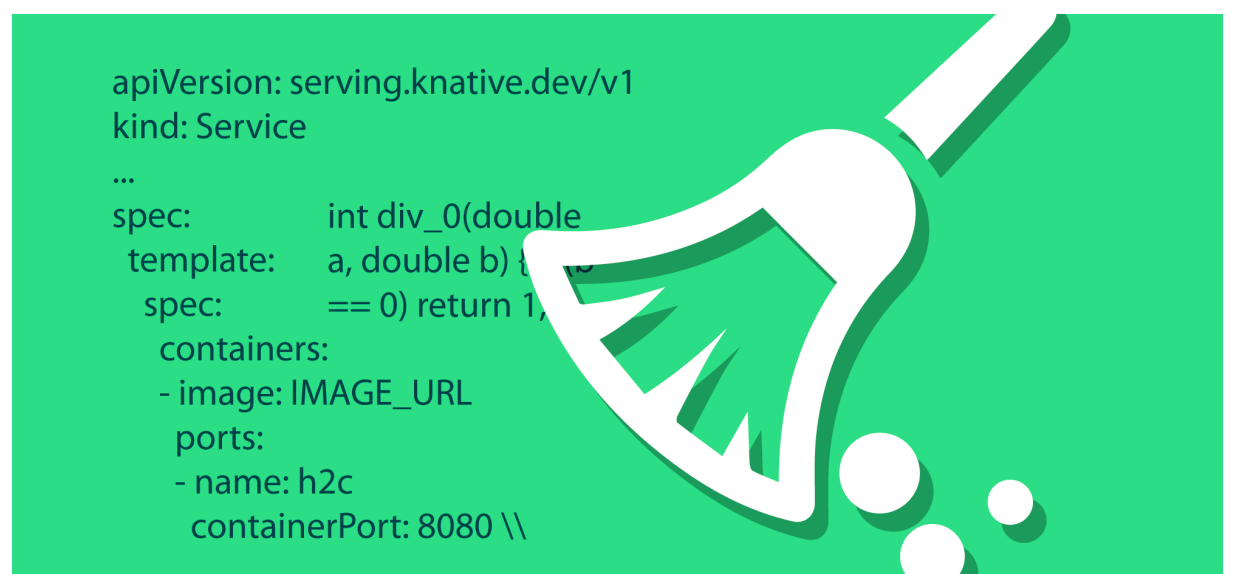 apiVersion: serving.knative.dev/v1
kind: Service
...
spec:
template:
spec:
containers:
- image: IMAGE_URL
ports:
- name: h2c
containerPort: 8080 \\
int div_0(double
a, double b) {
== 0) return 1,